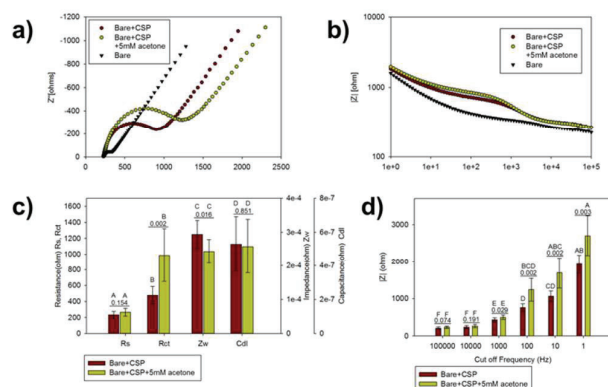 a)
Bare+CSP
Bare+CSP
+5mM acetone
Bare
-1200
-1000
-800
-600
-400
-200
0
Z"[ohms]
0 500 1000 1500 2000 2500
b)
Bare+CSP
Bare+CSP
+5mM acetone
Bare
10000
1000
100
|Z| [ohm]
1e+0 1e+1 1e+2 1e+3 1e+4 1e+5
c)
Resistance(ohm) Rs, Rct
1600
1400
1200
1000
800
600
400
200
0
A A
0.154
B
0.002
B
C C
0.016
D D
0.851
Rs Rct Zw Cdl
4e-4
3e-4
2e-4
1e-4
0
Impedance(ohm) Zw
8e-7
6e-7
4e-7
2e-7
0
Capacitance(ohm) Cdl
Bare+CSP
Bare+CSP+5mM acetone
d)
|Z| (ohm)
3000
2000
1000
0
F F
0.074
F F
0.191
E E
0.029
BCD
0.002
D
ABC
0.002
CD
A
0.003
AB
100000 10000 1000 100 10 1
Cut off Frequency (Hz)
Bare+CSP
Bare+CSP+5mM acetone